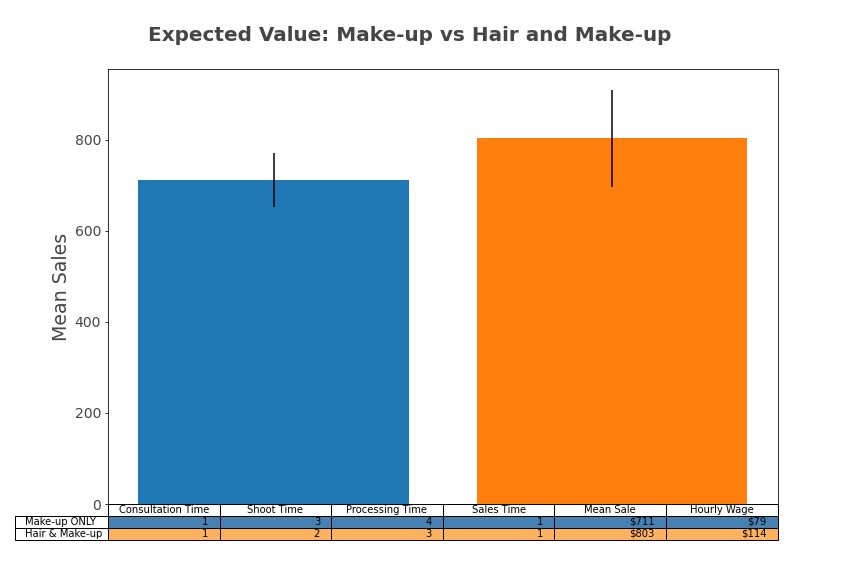 Expected Value: Make-up vs Hair and Make-up
800
600
400
200
0
Mean Sales
Consultation Time Shoot Time Processing Time Sales Time Mean Sale Hourly Wage
Make-up ONLY 1 3 4 1 $711 $79
Hair & Make-up 1 2 3 1 $803 $114